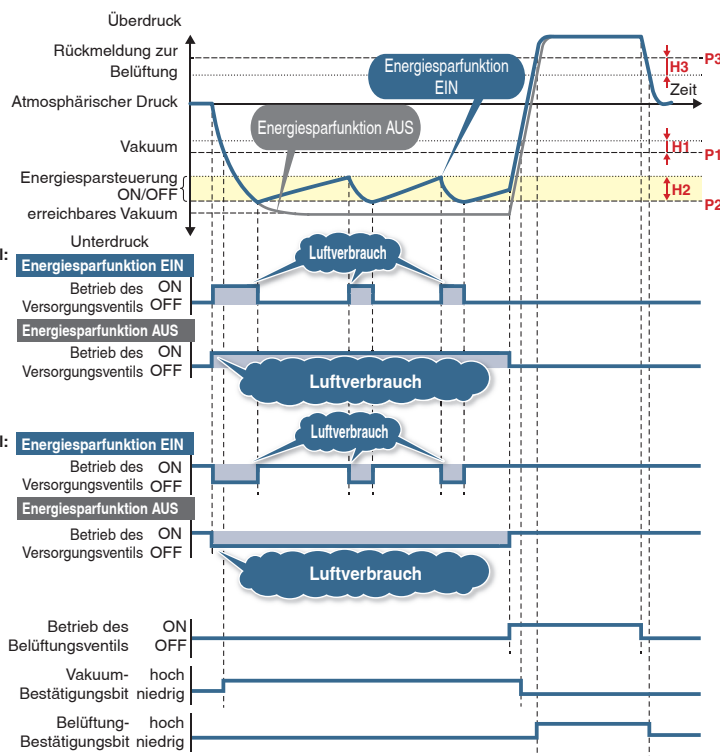 Überdruck
Rückmeldung zur
Belüftung
P3
H3
Zeit
Atmosphärischer Druck
Energiesparfunktion
EIN
Energiesparfunktion AUS
Vakuum
H1
P1
Energiesparsteuerung
ON/OFF
H2
P2
erreichbares Vakuum
Unterdruck
l:
Energiesparfunktion EIN
Luftverbrauch
Betrieb des ON
Versorgungsventils OFF
Energiesparfunktion AUS
Betrieb des ON
Versorgungsventils OFF
Luftverbrauch
l:
Energiesparfunktion EIN
Luftverbrauch
Betrieb des ON
Versorgungsventils OFF
Energiesparfunktion AUS
Betrieb des ON
Versorgungsventils OFF
Luftverbrauch
Betrieb des ON
Belüftungsventils OFF
Vakuum- hoch
Bestätigungsbit niedrig
Belüftung- hoch
Bestätigungsbit niedrig